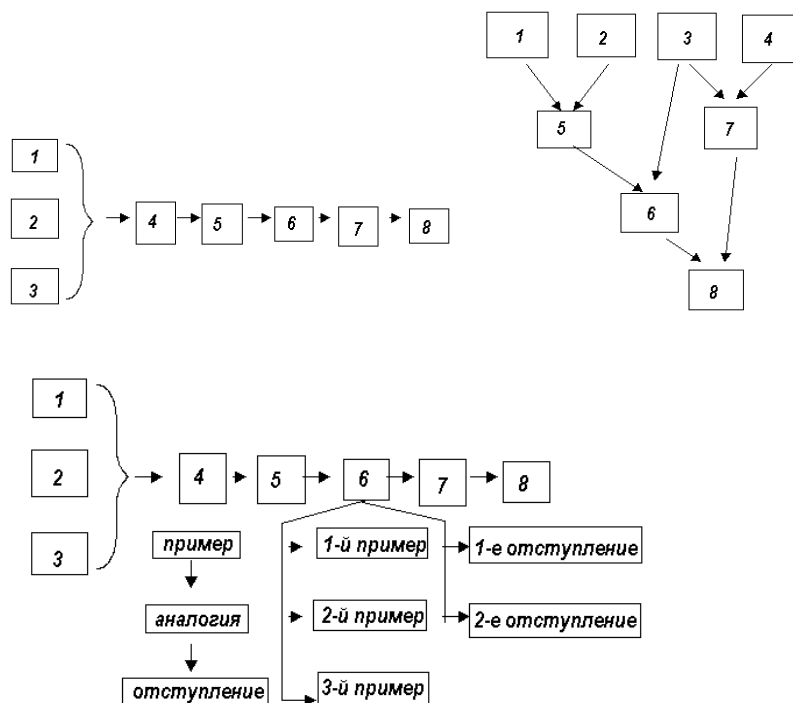 1 2 3 4
5 7
1
2 4 5 6 7 8
6
3
8
1
2 4 5 6 7 8
3
пример 1-й пример 1-е отступление
аналогия 2-й пример 2-е отступление
отступление 3-й пример